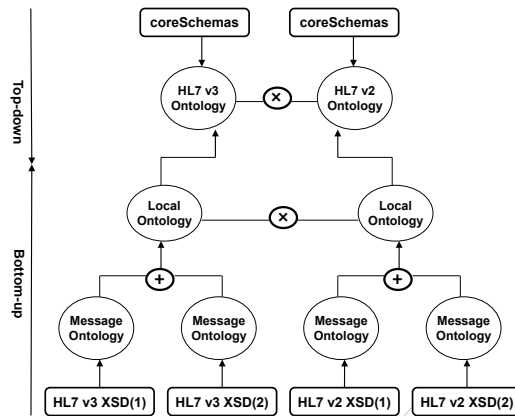 coreSchemas
coreSchemas
Top-down
HL7 v3
Ontology
×
HL7 v2
Ontology
Local
Ontology
×
Local
Ontology
Bottom-up
+
+
Message
Ontology
Message
Ontology
Message
Ontology
Message
Ontology
HL7 v3 XSD(1)
HL7 v3 XSD(2)
HL7 v2 XSD(1)
HL7 v2 XSD(2)